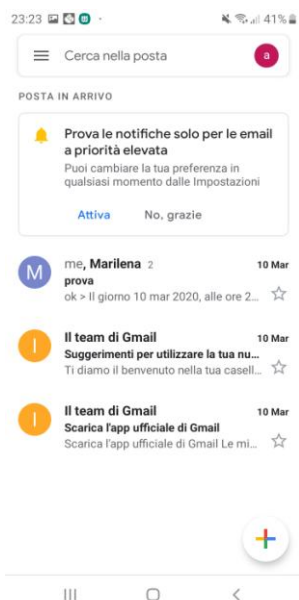 23:23 41%
Cerca nella posta a
POSTA IN ARRIVO
Prova le notifiche solo per le email
a priorità elevata
Puoi cambiare la tua preferenza in
qualsiasi momento dalle Impostazioni
Attiva No, grazie
M me, Marilena 2 10 Mar
prova
ok > Il giorno 10 mar 2020, alle ore 2...
I Il team di Gmail 10 Mar
Suggerimenti per utilizzare la tua nu...
Ti diamo il benvenuto nella tua casell...
I Il team di Gmail 10 Mar
Scarica l'app ufficiale di Gmail
Scarica l'app ufficiale di Gmail Le mi...